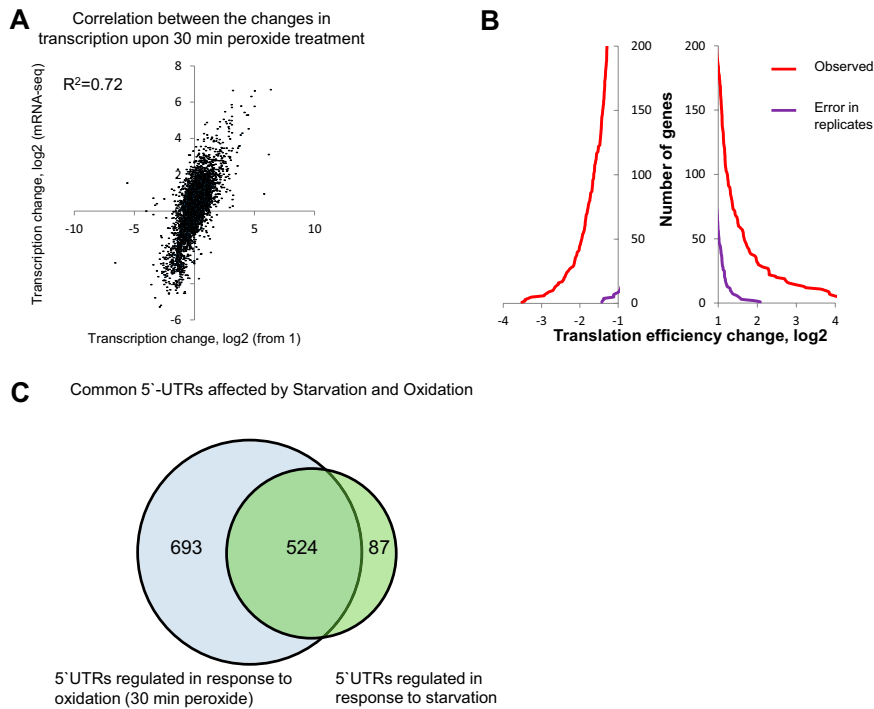 A
Correlation between the changes in
transcription upon 30 min peroxide treatment
Transcription change, log2 (mRNA-seq)
R²=0.72
8
6
4
2
-10
-5
5
10
-6
Transcription change, log2 (from 1)
B
200
150
100
50
0
-4
-3
-2
-1
Number of genes
200
150
100
50
0
1
2
3
4
Observed
Error in
replicates
Translation efficiency change, log2
C
Common 5`-UTRs affected by Starvation and Oxidation
693
524
87
5`UTRs regulated in response to
oxidation (30 min peroxide)
5`UTRs regulated in
response to starvation